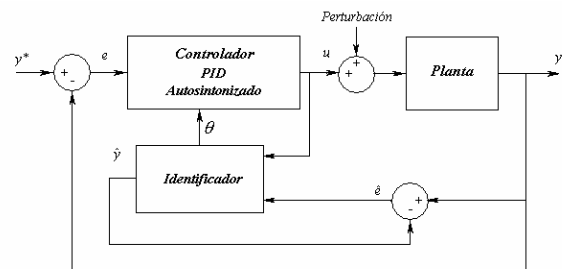 Perturbación
y*
e
Controlador
PID
Autosintonizado
u
y
+
-
+
+
Planta
θ
ŷ
Identificador
ê
+
-